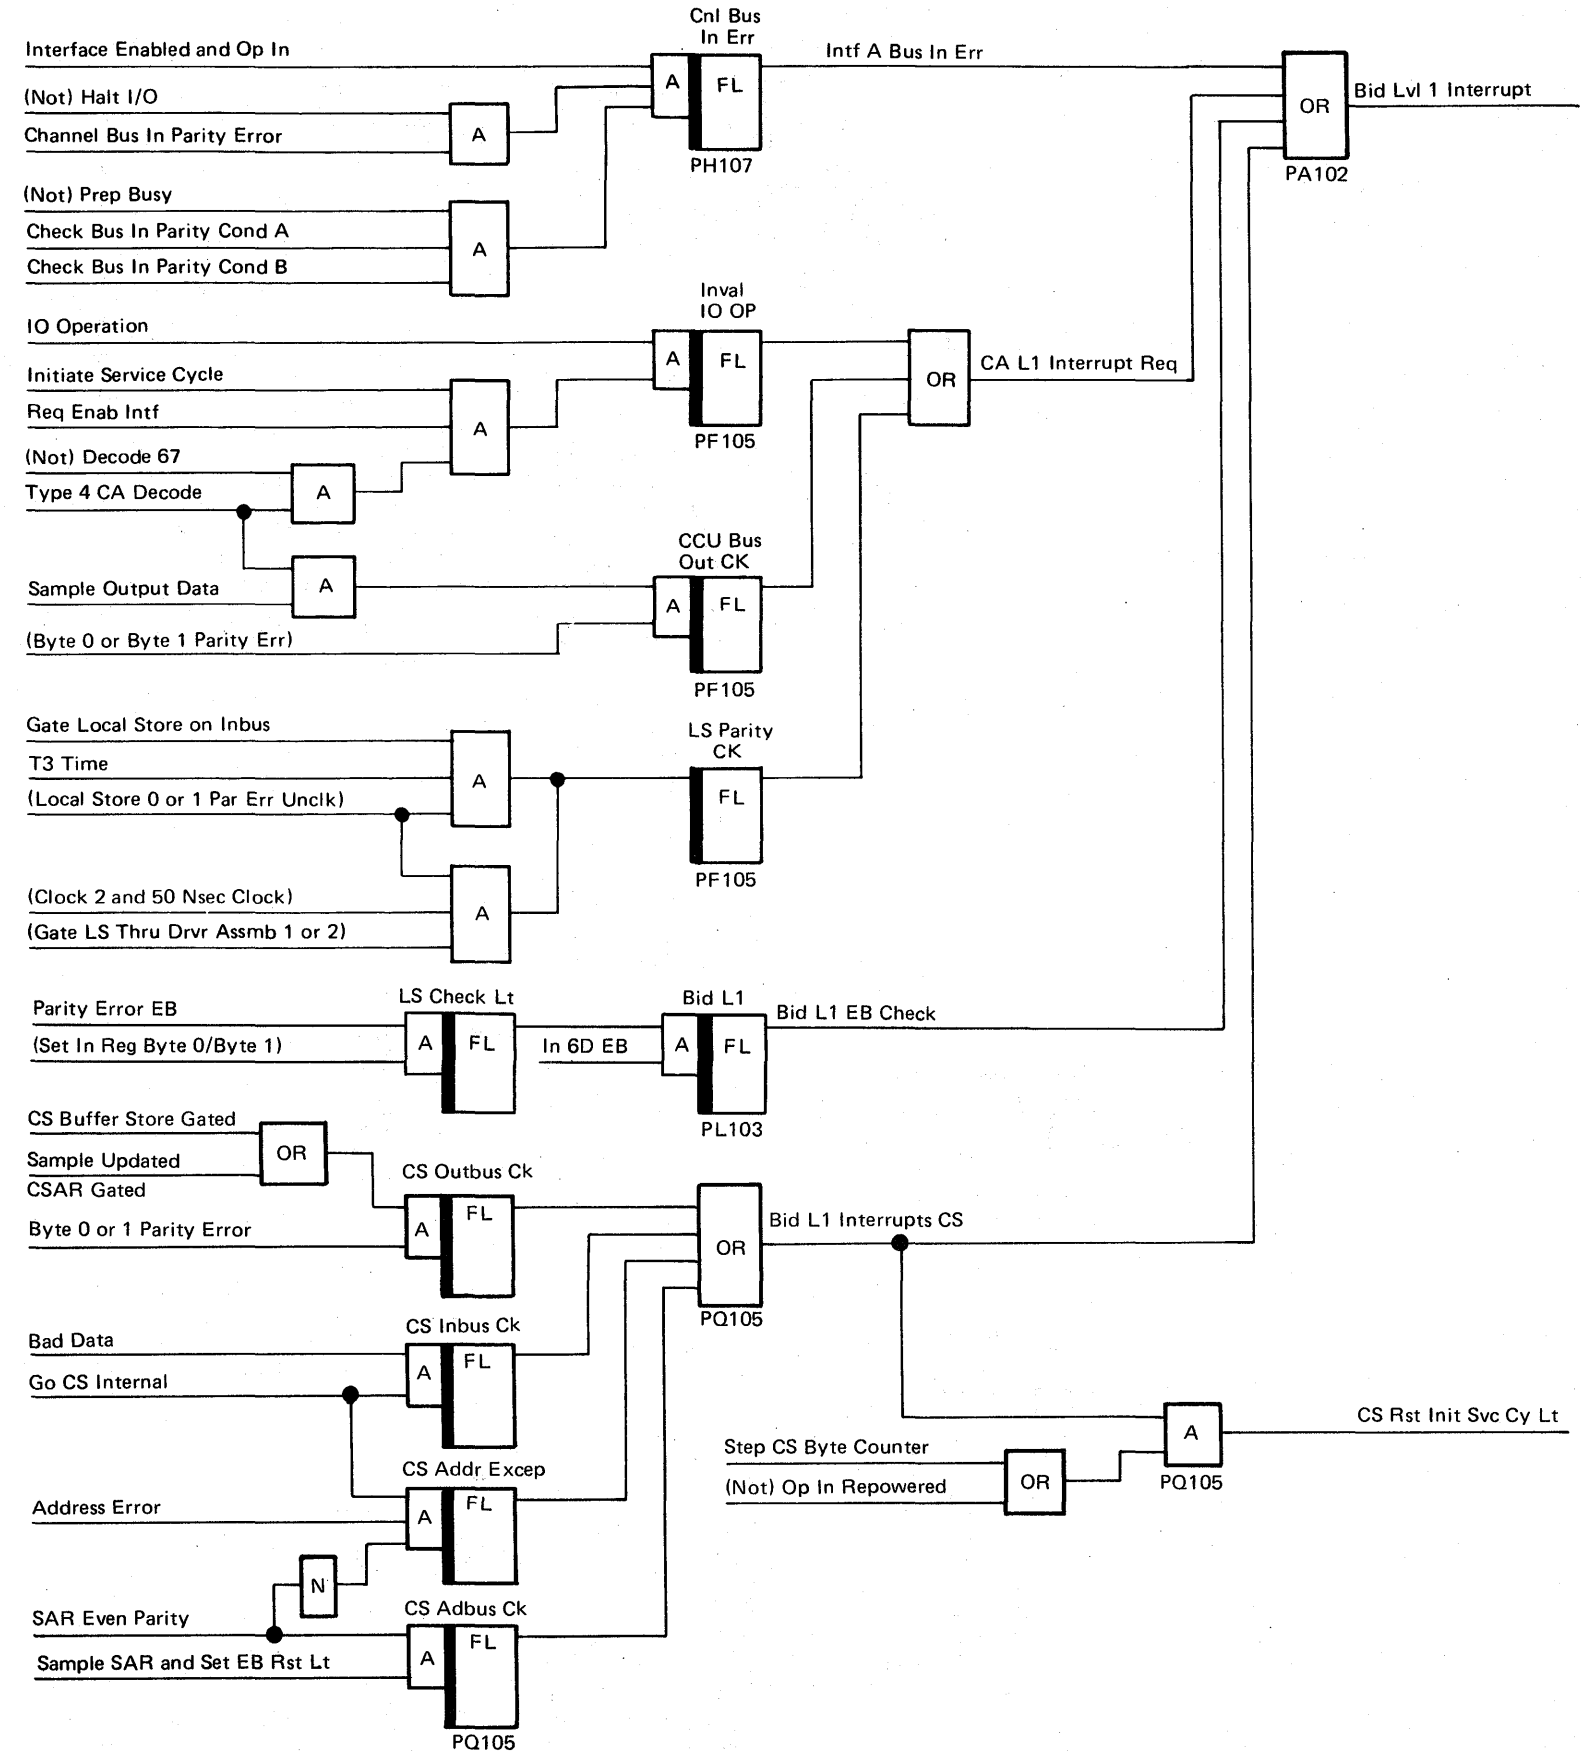 Cnl Bus
In Err
Interface Enabled and Op In
Intf A Bus In Err
A
FL
(Not) Halt I/O
Channel Bus In Parity Error
A
OR
Bid Lvl 1 Interrupt
PH107
PA102
(Not) Prep Busy
Check Bus In Parity Cond A
Check Bus In Parity Cond B
A
Inval
IO OP
IO Operation
A
FL
Initiate Service Cycle
Req Enab Intf
A
OR
CA L1 Interrupt Req
PF105
(Not) Decode 67
Type 4 CA Decode
A
CCU Bus
Out CK
Sample Output Data
A
A
FL
(Byte 0 or Byte 1 Parity Err)
PF105
Gate Local Store on Inbus
T3 Time
(Local Store 0 or 1 Par Err Unclk)
A
LS Parity
CK
FL
PF105
(Clock 2 and 50 Nsec Clock)
(Gate LS Thru Drvr Assmb 1 or 2)
A
LS Check Lt
Bid L1
Parity Error EB
Bid L1 EB Check
(Set In Reg Byte 0/Byte 1)
A
FL
In 6D EB
A
FL
PL103
CS Buffer Store Gated
OR
Sample Updated
CSAR Gated
CS Outbus Ck
Byte 0 or 1 Parity Error
A
FL
OR
Bid L1 Interrupts CS
PQ105
CS Inbus Ck
Bad Data
Go CS Internal
A
FL
CS Rst Init Svc Cy Lt
A
Step CS Byte Counter
(Not) Op In Repowered
OR
PQ105
CS Addr Excep
Address Error
A
FL
N
SAR Even Parity
CS Adbus Ck
Sample SAR and Set EB Rst Lt
A
FL
PQ105